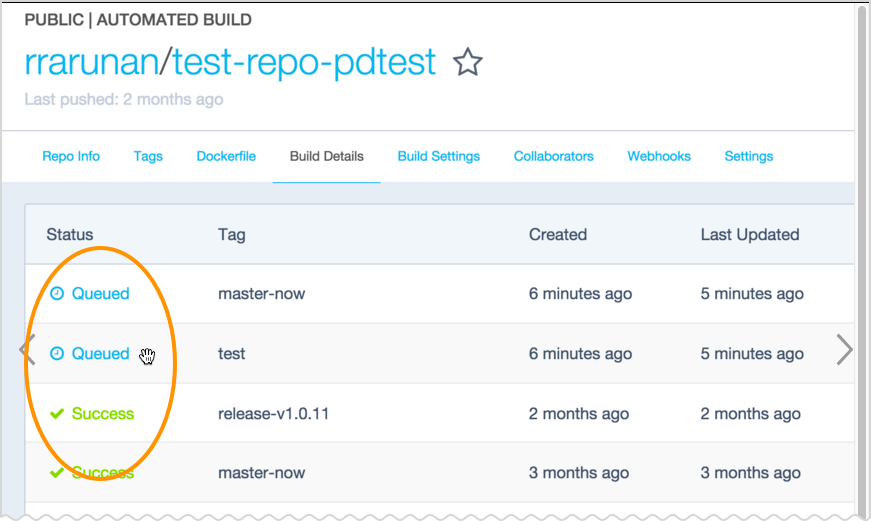 PUBLIC | AUTOMATED BUILD
rrarunan/test-repo-pdtest
Last pushed: 2 months ago
Repo Info Tags Dockerfile Build Details Build Settings Collaborators Webhooks Settings
Status Tag Created Last Updated
Queued master-now 6 minutes ago 5 minutes ago
Queued test 6 minutes ago 5 minutes ago
Success release-v1.0.11 2 months ago 2 months ago
Success master-now 3 months ago 3 months ago